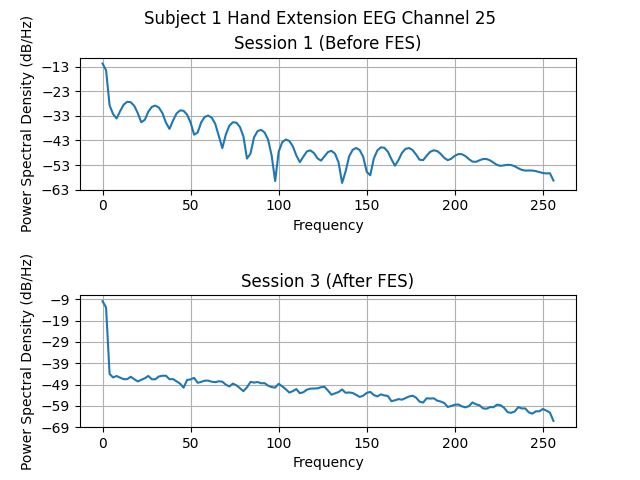 Subject 1 Hand Extension EEG Channel 25
Session 1 (Before FES)
Power Spectral Density (dB/Hz)
−13
−23
−33
−43
−53
−63
0 50 100 150 200 250
Frequency
Session 3 (After FES)
Power Spectral Density (dB/Hz)
−9
−19
−29
−39
−49
−59
−69
0 50 100 150 200 250
Frequency